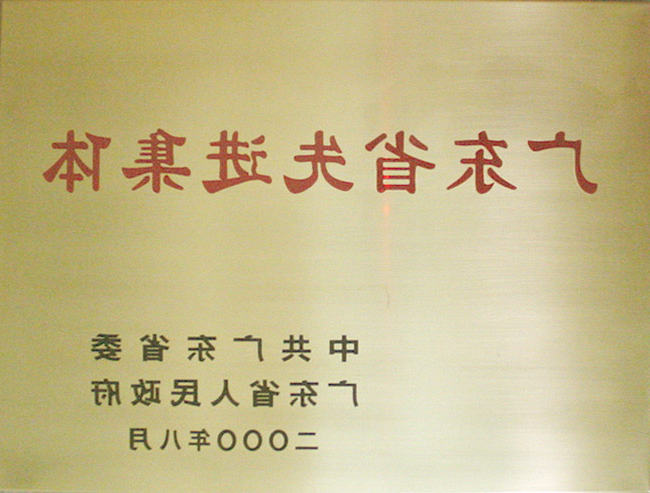 广东省先进集体
中共广东省委
广东省人民政府
二〇〇〇年八月